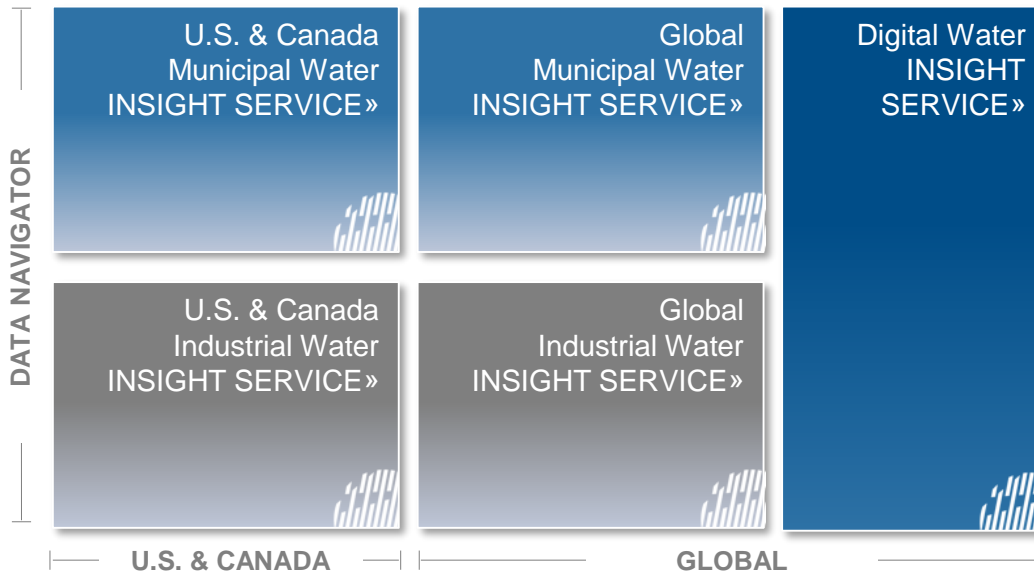 U.S. & Canada
Municipal Water
INSIGHT SERVICE»
Global
Municipal Water
INSIGHT SERVICE»
Digital Water
INSIGHT
SERVICE»
DATA NAVIGATOR
U.S. & Canada
Industrial Water
INSIGHT SERVICE»
Global
Industrial Water
INSIGHT SERVICE»
U.S. & CANADA
GLOBAL